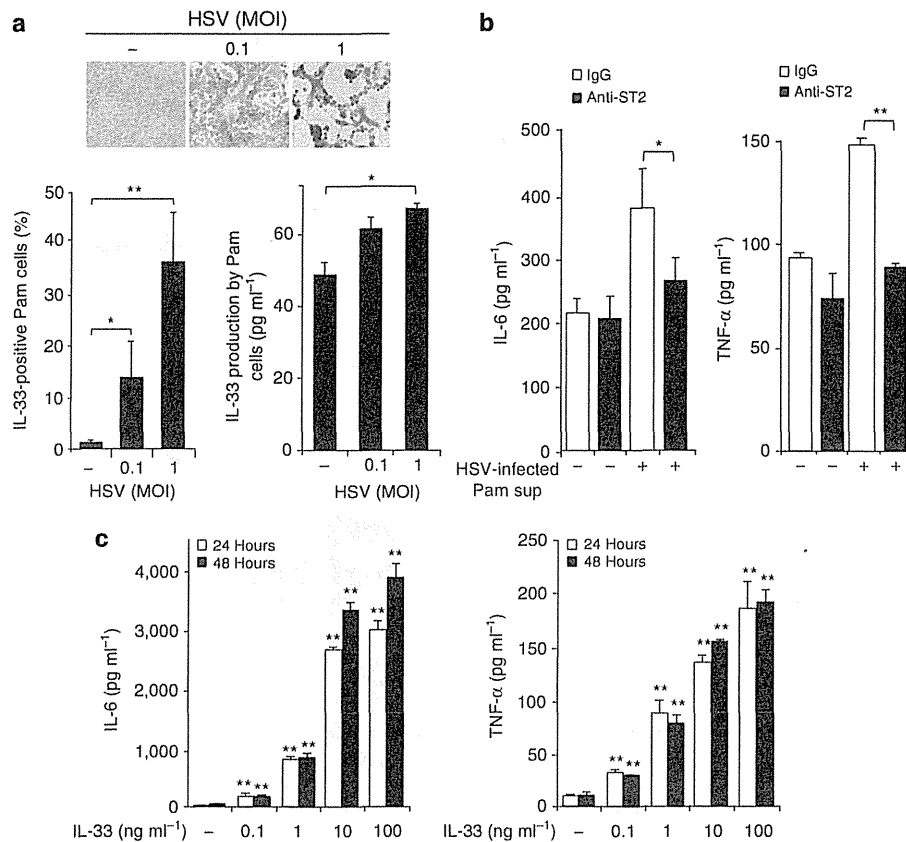 a
HSV (MOI)
– 0.1 1
IL-33-positive Pam cells (%)
50
40
30
20
10
0
**
*
– 0.1 1
HSV (MOI)
IL-33 production by Pam cells (pg ml−1)
60
40
20
0
*
– 0.1 1
HSV (MOI)
b
IgG
Anti-ST2
IL-6 (pg ml−1)
500
400
300
200
100
0
*
HSV-infected Pam sup
– – + +
IgG
Anti-ST2
TNF-α (pg ml−1)
150
100
50
0
**
– – + +
c
24 Hours
48 Hours
IL-6 (pg ml−1)
4,000
3,000
2,000
1,000
0
** ** ** ** ** ** ** **
IL-33 (ng ml−1) – 0.1 1 10 100
24 Hours
48 Hours
TNF-α (pg ml−1)
250
200
150
100
50
0
** ** ** ** ** ** ** **
IL-33 (ng ml−1) – 0.1 1 10 100